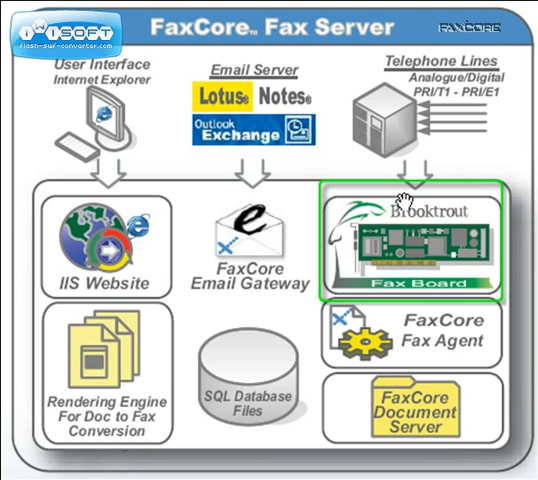 iWiSOFT
flash-swf-converter.com
FaxCore™ Fax Server
FAXCORE
User Interface
Internet Explorer
Email Server
Lotus® Notes®
Outlook
Exchange
Telephone Lines
Analogue/Digital
PRI/T1 - PRI/E1
IIS Website
FaxCore
Email Gateway
Brooktrout
Fax Board
Rendering Engine
For Doc to Fax
Conversion
SQL Database
Files
FaxCore
Fax Agent
FaxCore
Document
Server